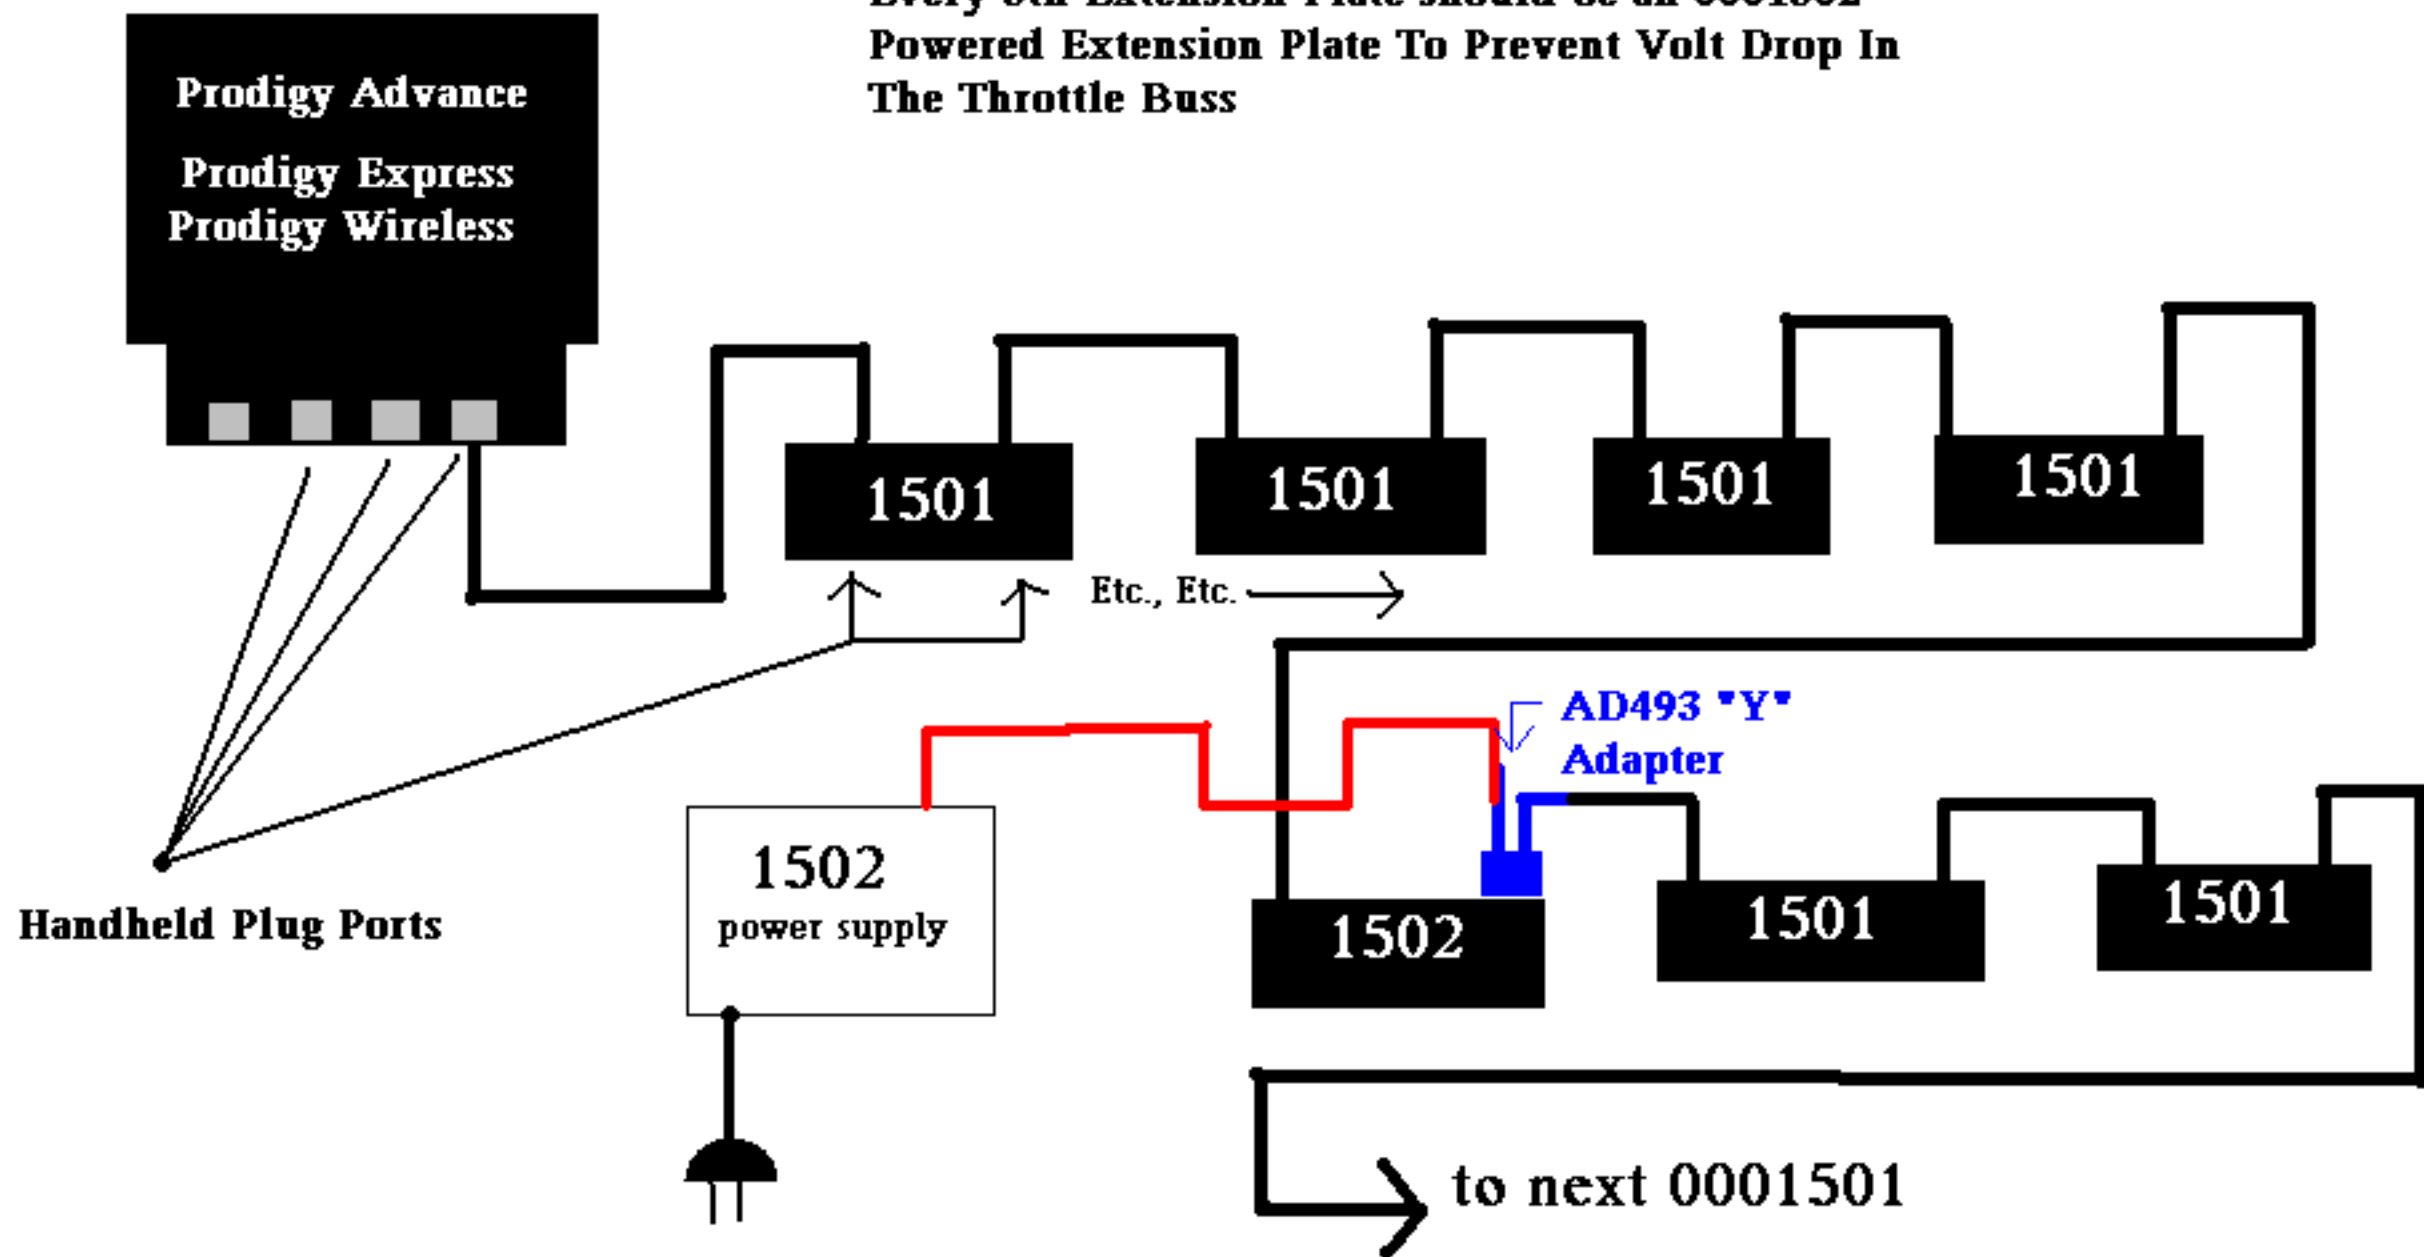 Powered Extension Plate To Prevent Volt Drop In
The Throttle Buss
Prodigy Advance
Prodigy Express
Prodigy Wireless
1501
1501
1501
1501
Etc., Etc.
AD493 "Y"
Adapter
1502
power supply
Handheld Plug Ports
1502
1501
1501
to next 0001501